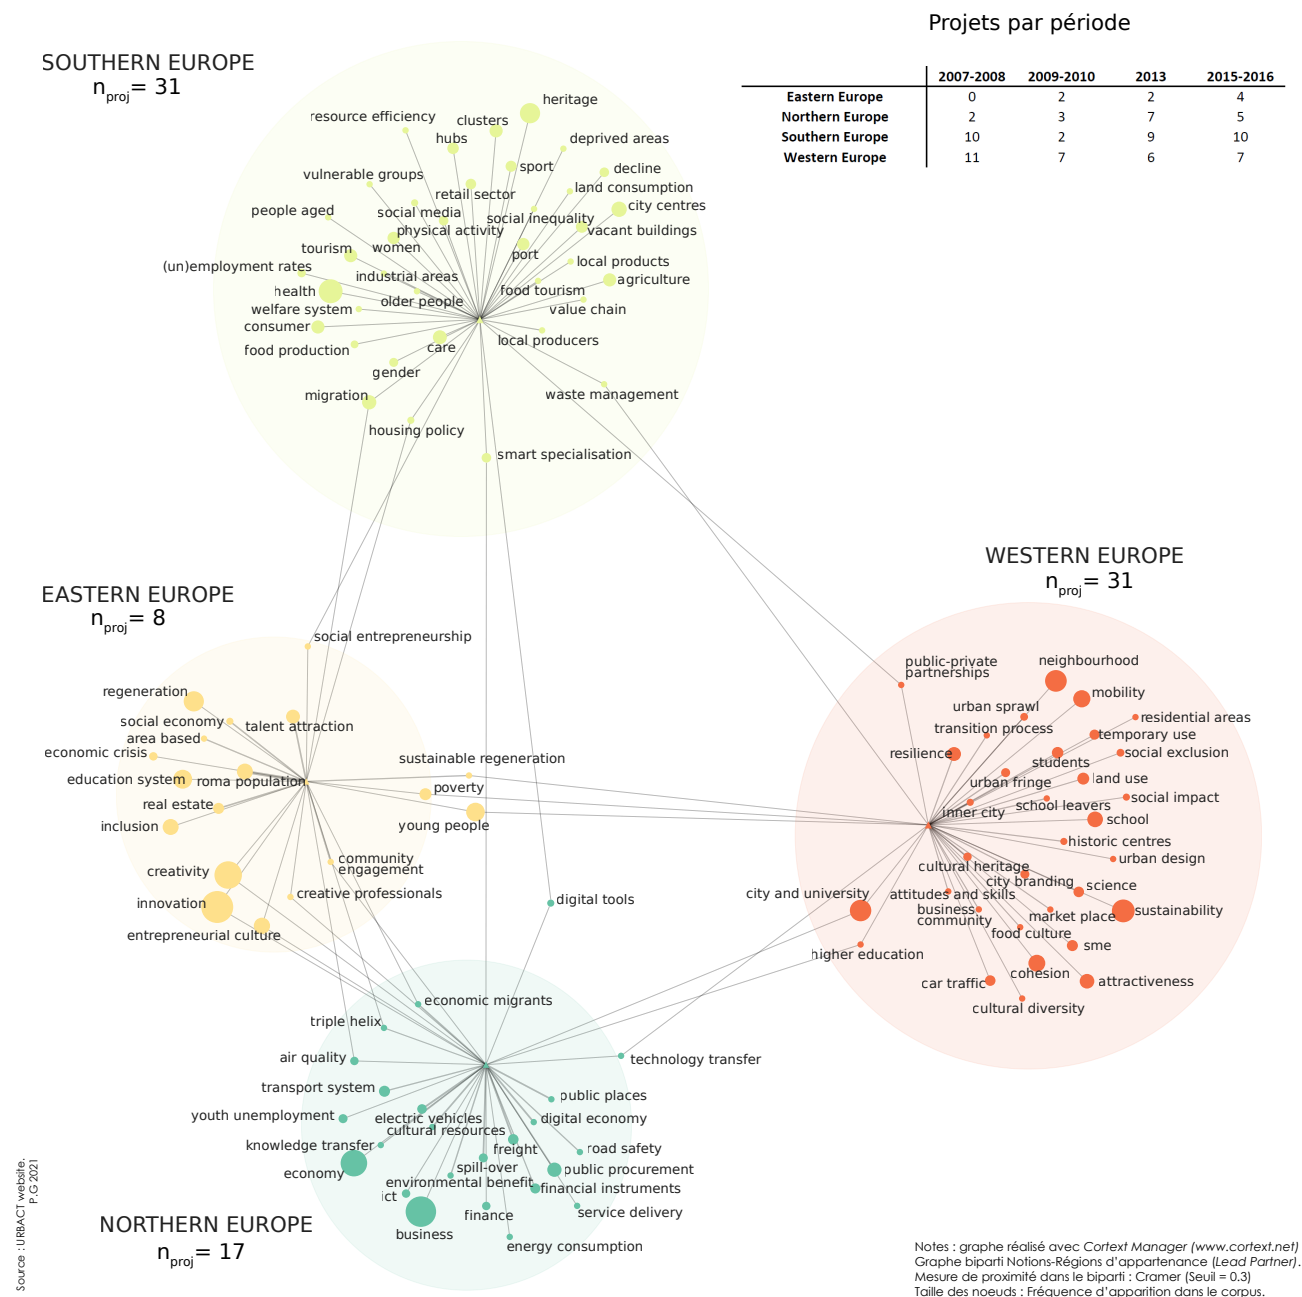 Projets par période
2007-2008 2009-2010 2013 2015-2016
Eastern Europe 0 2 2 4
Northern Europe 2 3 7 5
Southern Europe 10 2 9 10
Western Europe 11 7 6 7
SOUTHERN EUROPE
nproj= 31
heritage
resource efficiency
clusters
hubs
deprived areas
sport
decline
vulnerable groups
retail sector
land consumption
people aged
social media
social inequality
city centres
physical activity
vacant buildings
tourism
women
port
(un)employment rates
industrial areas
local products
health
older people
food tourism
agriculture
welfare system
value chain
consumer
food production
care
local producers
gender
migration
waste management
housing policy
smart specialisation
EASTERN EUROPE
nproj= 8
social entrepreneurship
regeneration
social economy
talent attraction
area based
economic crisis
sustainable regeneration
education system
roma population
poverty
real estate
inclusion
young people
community
engagement
creativity
creative professionals
innovation
entrepreneurial culture
WESTERN EUROPE
nproj= 31
public-private
partnerships
neighbourhood
mobility
urban sprawl
residential areas
transition process
temporary use
resilience
students
social exclusion
urban fringe
land use
inner city
school leavers
social impact
school
historic centres
cultural heritage
urban design
city and university
attitudes and skills
city branding
science
business
community
market place
sustainability
food culture
higher education
sme
car traffic
cohesion
attractiveness
cultural diversity
digital tools
economic migrants
triple helix
air quality
technology transfer
transport system
public places
youth unemployment
electric vehicles
digital economy
cultural resources
knowledge transfer
freight
road safety
economy
spill-over
public procurement
environmental benefit
financial instruments
ict
finance
service delivery
business
energy consumption
NORTHERN EUROPE
nproj= 17
Source : URBACT website.
P.G 2021
Notes : graphe réalisé avec Cortext Manager (www.cortext.net)
Graphe biparti Notions-Régions d'appartenance (Lead Partner).
Mesure de proximité dans le biparti : Cramer (Seuil = 0.3)
Taille des noeuds : Fréquence d'apparition dans le corpus.